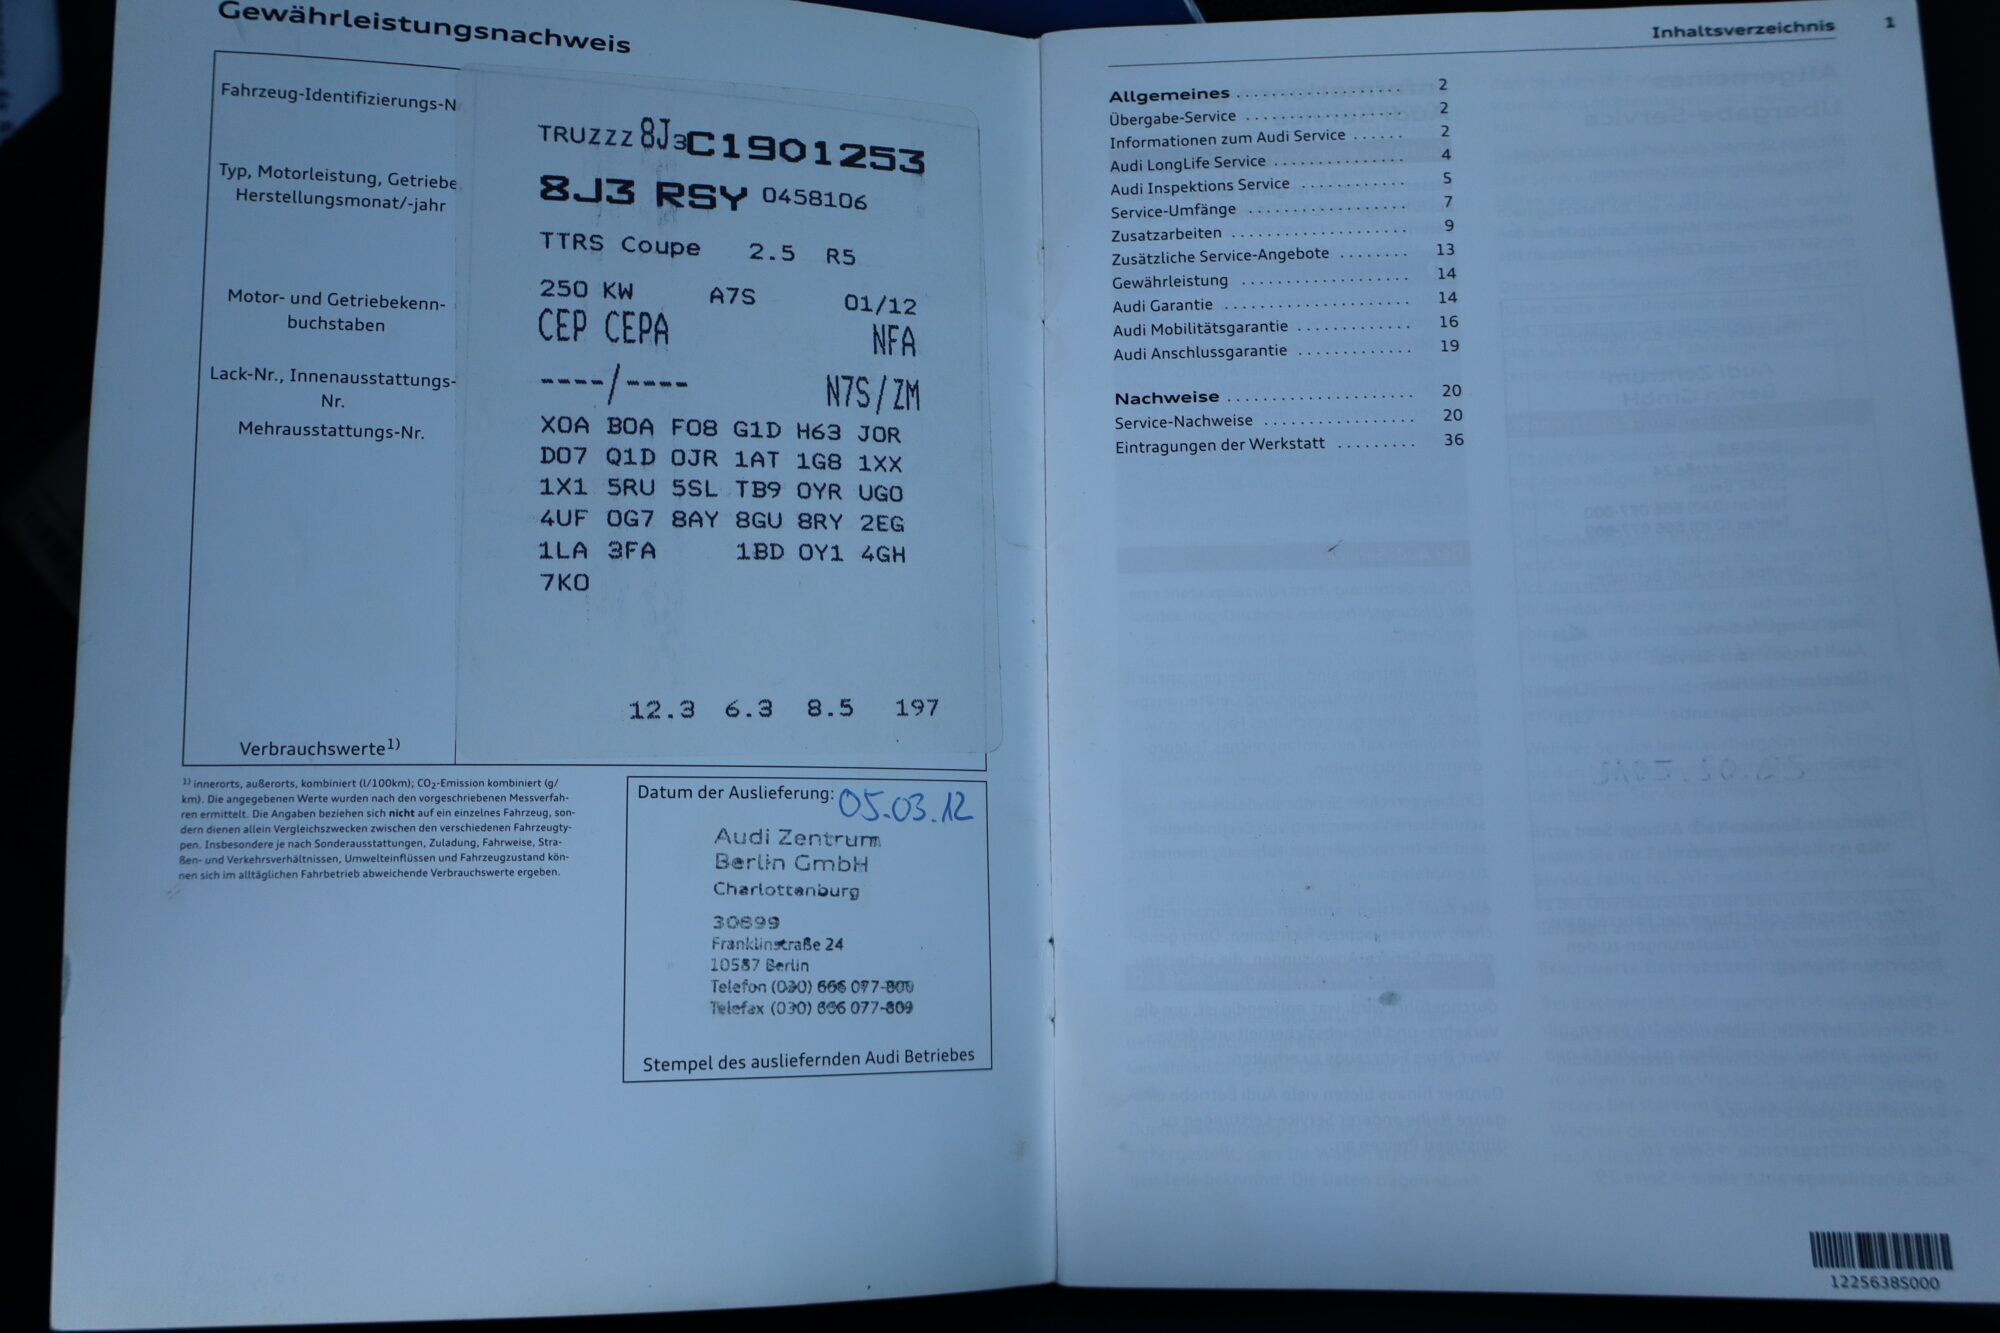 Gewährleistungsnachweis
Fahrzeug-Identifizierungs-N
TRUZZZ 8J3C1901253
Typ, Motorleistung, Getriebe
Herstellungsmonat/-jahr
8J3 RSY 0458106
TTRS Coupe 2.5 R5
250 KW A7S 01/12
Motor- und Getriebekenn-
buchstaben
CEP CEPA NFA
Lack-Nr., Innenausstattungs-
Nr.
----/---- N7S/ZM
Mehrausstattungs-Nr.
X0A B0A F08 G1D H63 J0R
D07 Q1D 0JR 1AT 1G8 1XX
1X1 5RU 5SL TB9 0YR UG0
4UF 0G7 8AY 8GU 8RY 2EG
1LA 3FA 1BD 0Y1 4GH
7K0
Verbrauchswerte1)
12.3 6.3 8.5 197
1) innerorts, außerorts, kombiniert (l/100km); CO2-Emission kombiniert (g/
km). Die angegebenen Werte wurden nach den vorgeschriebenen Messverfah-
ren ermittelt. Die Angaben beziehen sich nicht auf ein einzelnes Fahrzeug, son-
dern dienen allein Vergleichszwecken zwischen den verschiedenen Fahrzeugty-
pen. Insbesondere je nach Sonderausstattungen, Zuladung, Fahrweise, Stra-
ßen- und Verkehrsverhältnissen, Umwelteinflüssen und Fahrzeugzustand kön-
nen sich im alltäglichen Fahrbetrieb abweichende Verbrauchswerte ergeben.
Datum der Auslieferung: 05.03.12
Audi Zentrum
Berlin GmbH
Charlottenburg
30699
Franklinstraße 24
10587 Berlin
Telefon (030) 666 077-800
Telefax (030) 666 077-809
Stempel des ausliefernden Audi Betriebes
Inhaltsverzeichnis 1
Allgemeines . . . . . . . . . . . . . . . . . . 2
Übergabe-Service . . . . . . . . . . . . . . . . . 2
Informationen zum Audi Service . . . . . . 2
Audi LongLife Service . . . . . . . . . . . . . . 4
Audi Inspektions Service . . . . . . . . . . . . 5
Service-Umfänge . . . . . . . . . . . . . . . . . 7
Zusatzarbeiten . . . . . . . . . . . . . . . . . . . 9
Zusätzliche Service-Angebote . . . . . . . . 13
Gewährleistung . . . . . . . . . . . . . . . . . . 14
Audi Garantie . . . . . . . . . . . . . . . . . . . . 14
Audi Mobilitätsgarantie . . . . . . . . . . . . . 16
Audi Anschlussgarantie . . . . . . . . . . . . . 19
Nachweise . . . . . . . . . . . . . . . . . . . . . 20
Service-Nachweise . . . . . . . . . . . . . . . . . 20
Eintragungen der Werkstatt . . . . . . . . . 36
122563BS000